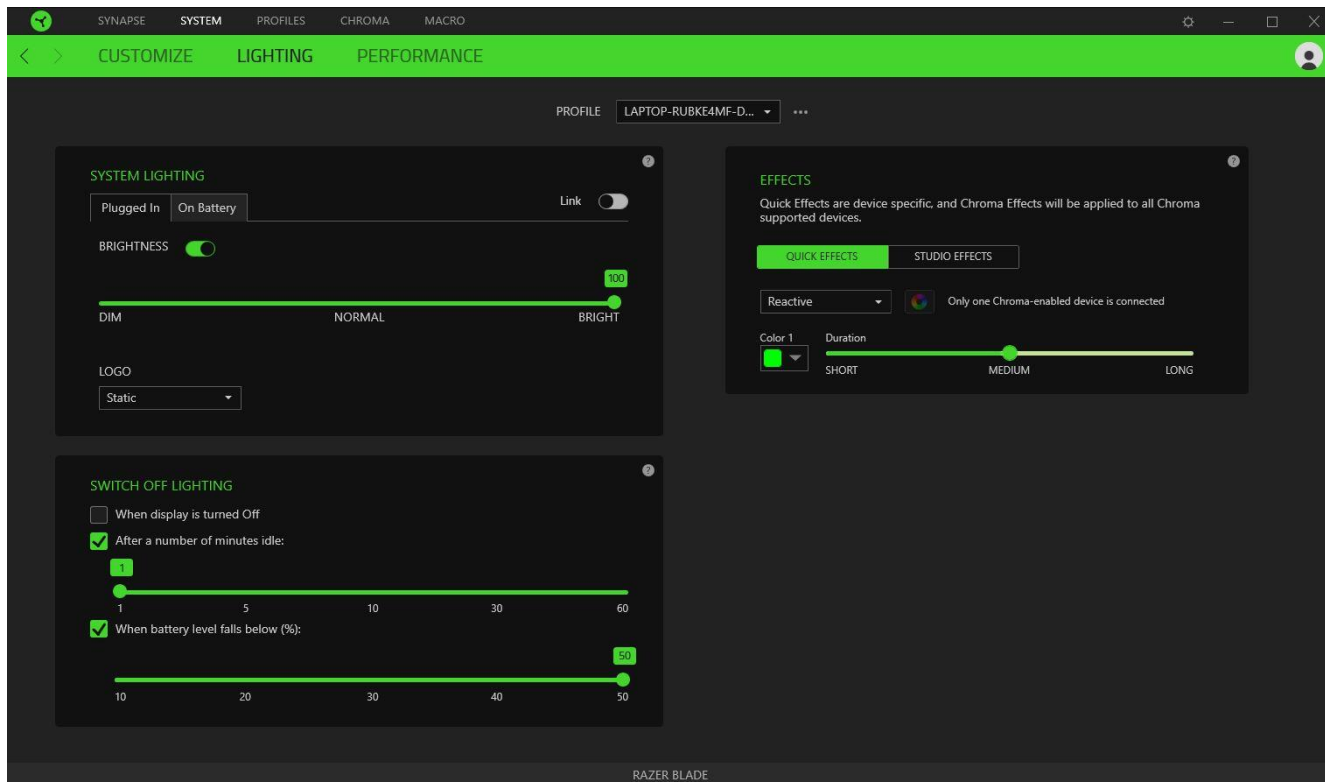 SYNAPSE SYSTEM PROFILES CHROMA MACRO
CUSTOMIZE LIGHTING PERFORMANCE
PROFILE LAPTOP-RUBKE4MF-D... •••
SYSTEM LIGHTING
Plugged In On Battery Link
BRIGHTNESS
100
DIM NORMAL BRIGHT
LOGO
Static
EFFECTS
Quick Effects are device specific, and Chroma Effects will be applied to all Chroma
supported devices.
QUICK EFFECTS STUDIO EFFECTS
Reactive Only one Chroma-enabled device is connected
Color 1 Duration
SHORT MEDIUM LONG
SWITCH OFF LIGHTING
When display is turned Off
After a number of minutes idle:
1
1 5 10 30 60
When battery level falls below (%):
50
10 20 30 40 50
RAZER BLADE